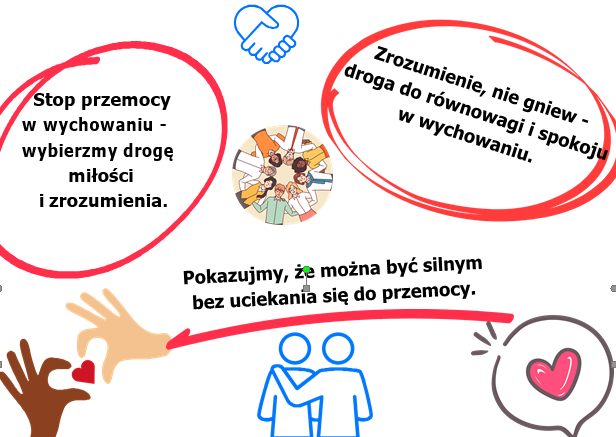 Stop przemocy
w wychowaniu -
wybierzmy drogę
miłości
i zrozumienia.
Zrozumienie, nie gniew -
droga do równowagi i spokoju
w wychowaniu.
Pokazujmy, że można być silnym
bez uciekania się do przemocy.